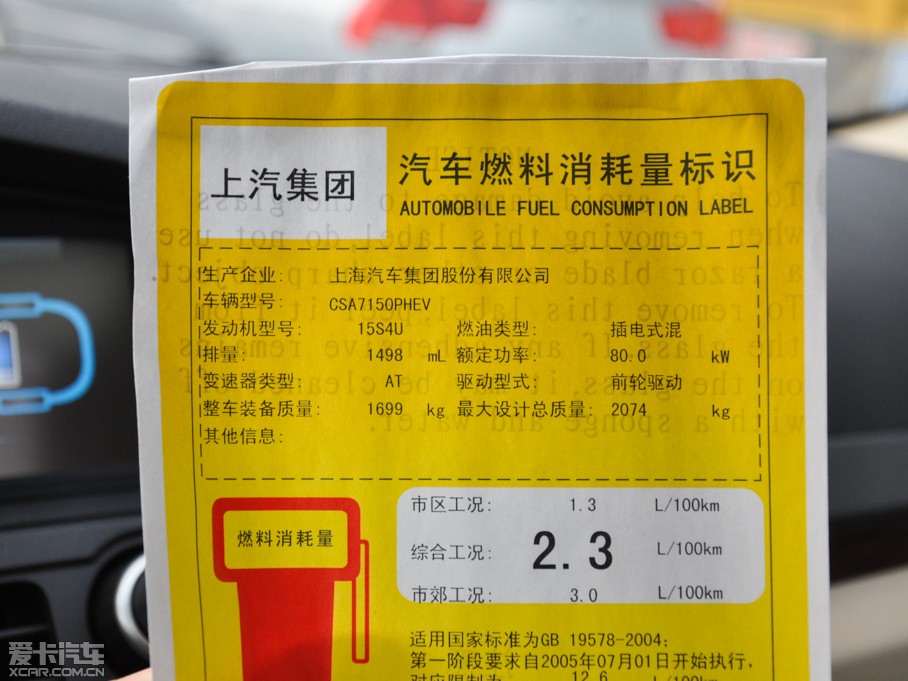 上汽集团
汽车燃料消耗量标识
AUTOMOBILE FUEL CONSUMPTION LABEL
生产企业: 上海汽车集团股份有限公司
车辆型号: CSA7150PHEV
发动机型号: 15S4U 燃油类型: 插电式混
排量: 1498 mL 额定功率: 80.0 kW
变速器类型: AT 驱动型式: 前轮驱动
整车装备质量: 1699 kg 最大设计总质量: 2074 kg
其他信息:
燃料消耗量
市区工况: 1.3 L/100km
综合工况: 2.3 L/100km
市郊工况: 3.0 L/100km
适用国家标准为GB 19578-2004;
第一阶段要求自2005年07月01日开始执行,
对应限制为 12.6 L/100km
爱卡汽车
XCAR.COM.CN